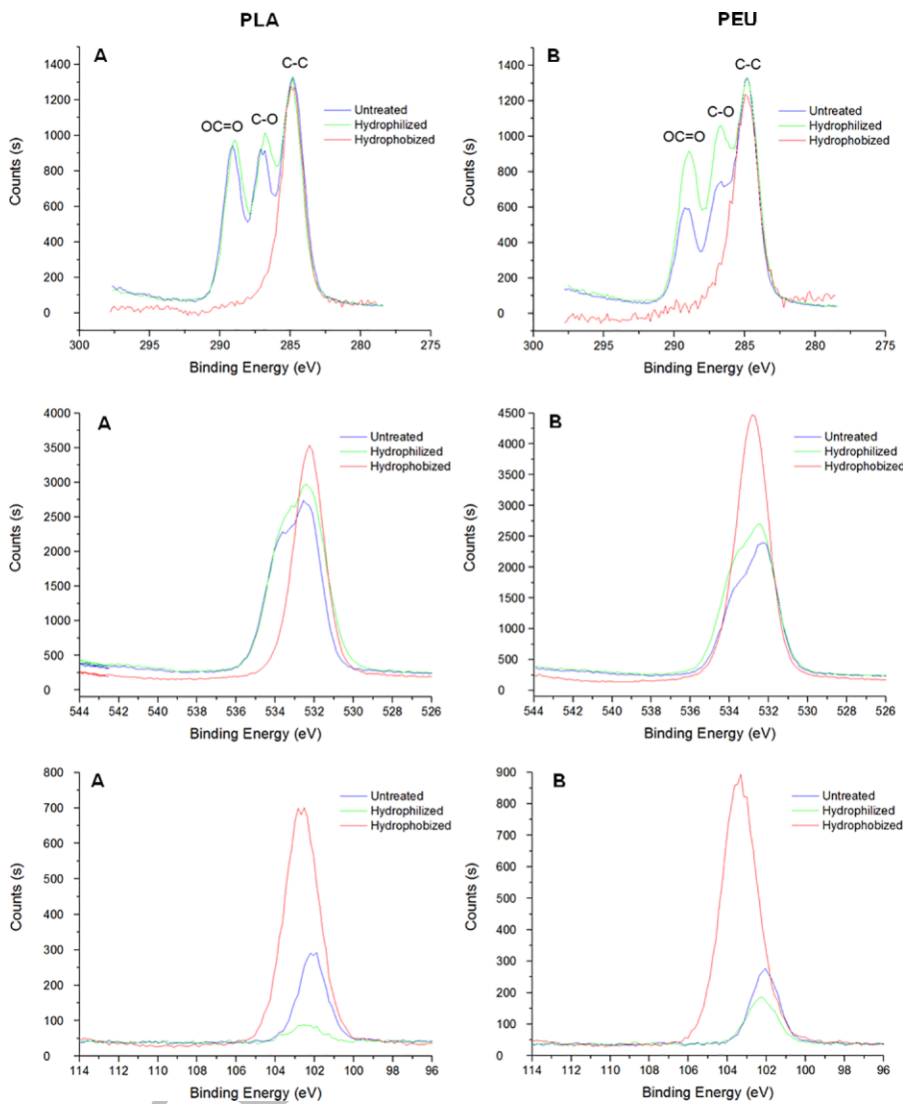 PLA
PEU
A
C-C
C-O
OC=O
Untreated
Hydrophilized
Hydrophobized
Counts (s)
1400
1200
1000
800
600
400
200
0
300 295 290 285 280 275
Binding Energy (eV)
B
C-C
C-O
OC=O
Untreated
Hydrophilized
Hydrophobized
Counts (s)
1400
1200
1000
800
600
400
200
0
300 295 290 285 280 275
Binding Energy (eV)
A
Untreated
Hydrophilized
Hydrophobized
Counts (s)
4000
3500
3000
2500
2000
1500
1000
500
0
544 542 540 538 536 534 532 530 528 526
Binding Energy (eV)
B
Untreated
Hydrophilized
Hydrophobized
Counts (s)
4500
4000
3500
3000
2500
2000
1500
1000
500
0
544 542 540 538 536 534 532 530 528 526
Binding Energy (eV)
A
Untreated
Hydrophilized
Hydrophobized
Counts (s)
800
700
600
500
400
300
200
100
0
114 112 110 108 106 104 102 100 98 96
Binding Energy (eV)
B
Untreated
Hydrophilized
Hydrophobized
Counts (s)
900
800
700
600
500
400
300
200
100
0
114 112 110 108 106 104 102 100 98 96
Binding Energy (eV)